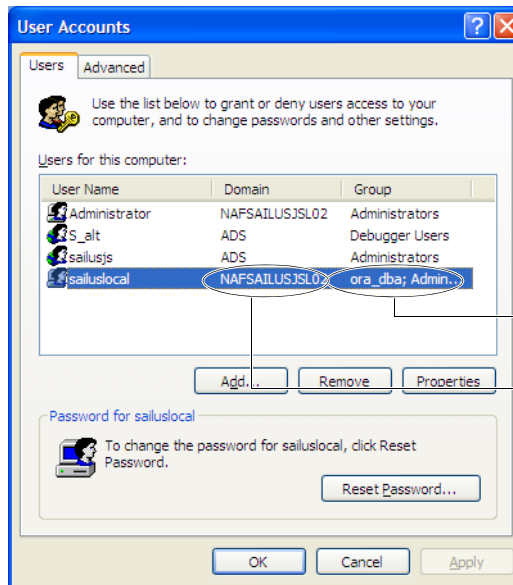 User Accounts
Users Advanced
Use the list below to grant or deny users access to your
computer, and to change passwords and other settings.
Users for this computer:
User Name Domain Group
Administrator NAFSAILUSJSL02 Administrators
S_alt ADS Debugger Users
sailusjs ADS Administrators
sailuslocal NAFSAILUSJSL02 ora_dba; Admin...
Add... Remove Properties
Password for sailuslocal
To change the password for sailuslocal, click Reset
Password.
Reset Password...
OK Cancel Apply